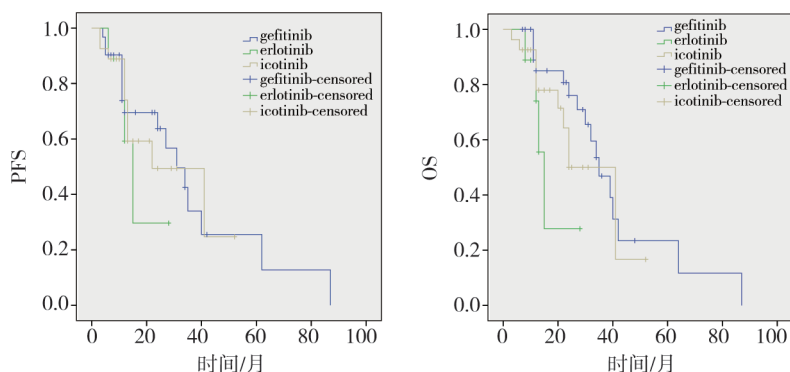 1.0
0.8
0.6
0.4
0.2
0.0
PFS
gefitinib
erlotinib
icotinib
gefitinib-censored
erlotinib-censored
icotinib-censored
0 20 40 60 80 100
时间/月
1.0
0.8
0.6
0.4
0.2
0.0
OS
gefitinib
erlotinib
icotinib
gefitinib-censored
erlotinib-censored
icotinib-censored
0 20 40 60 80 100
时间/月